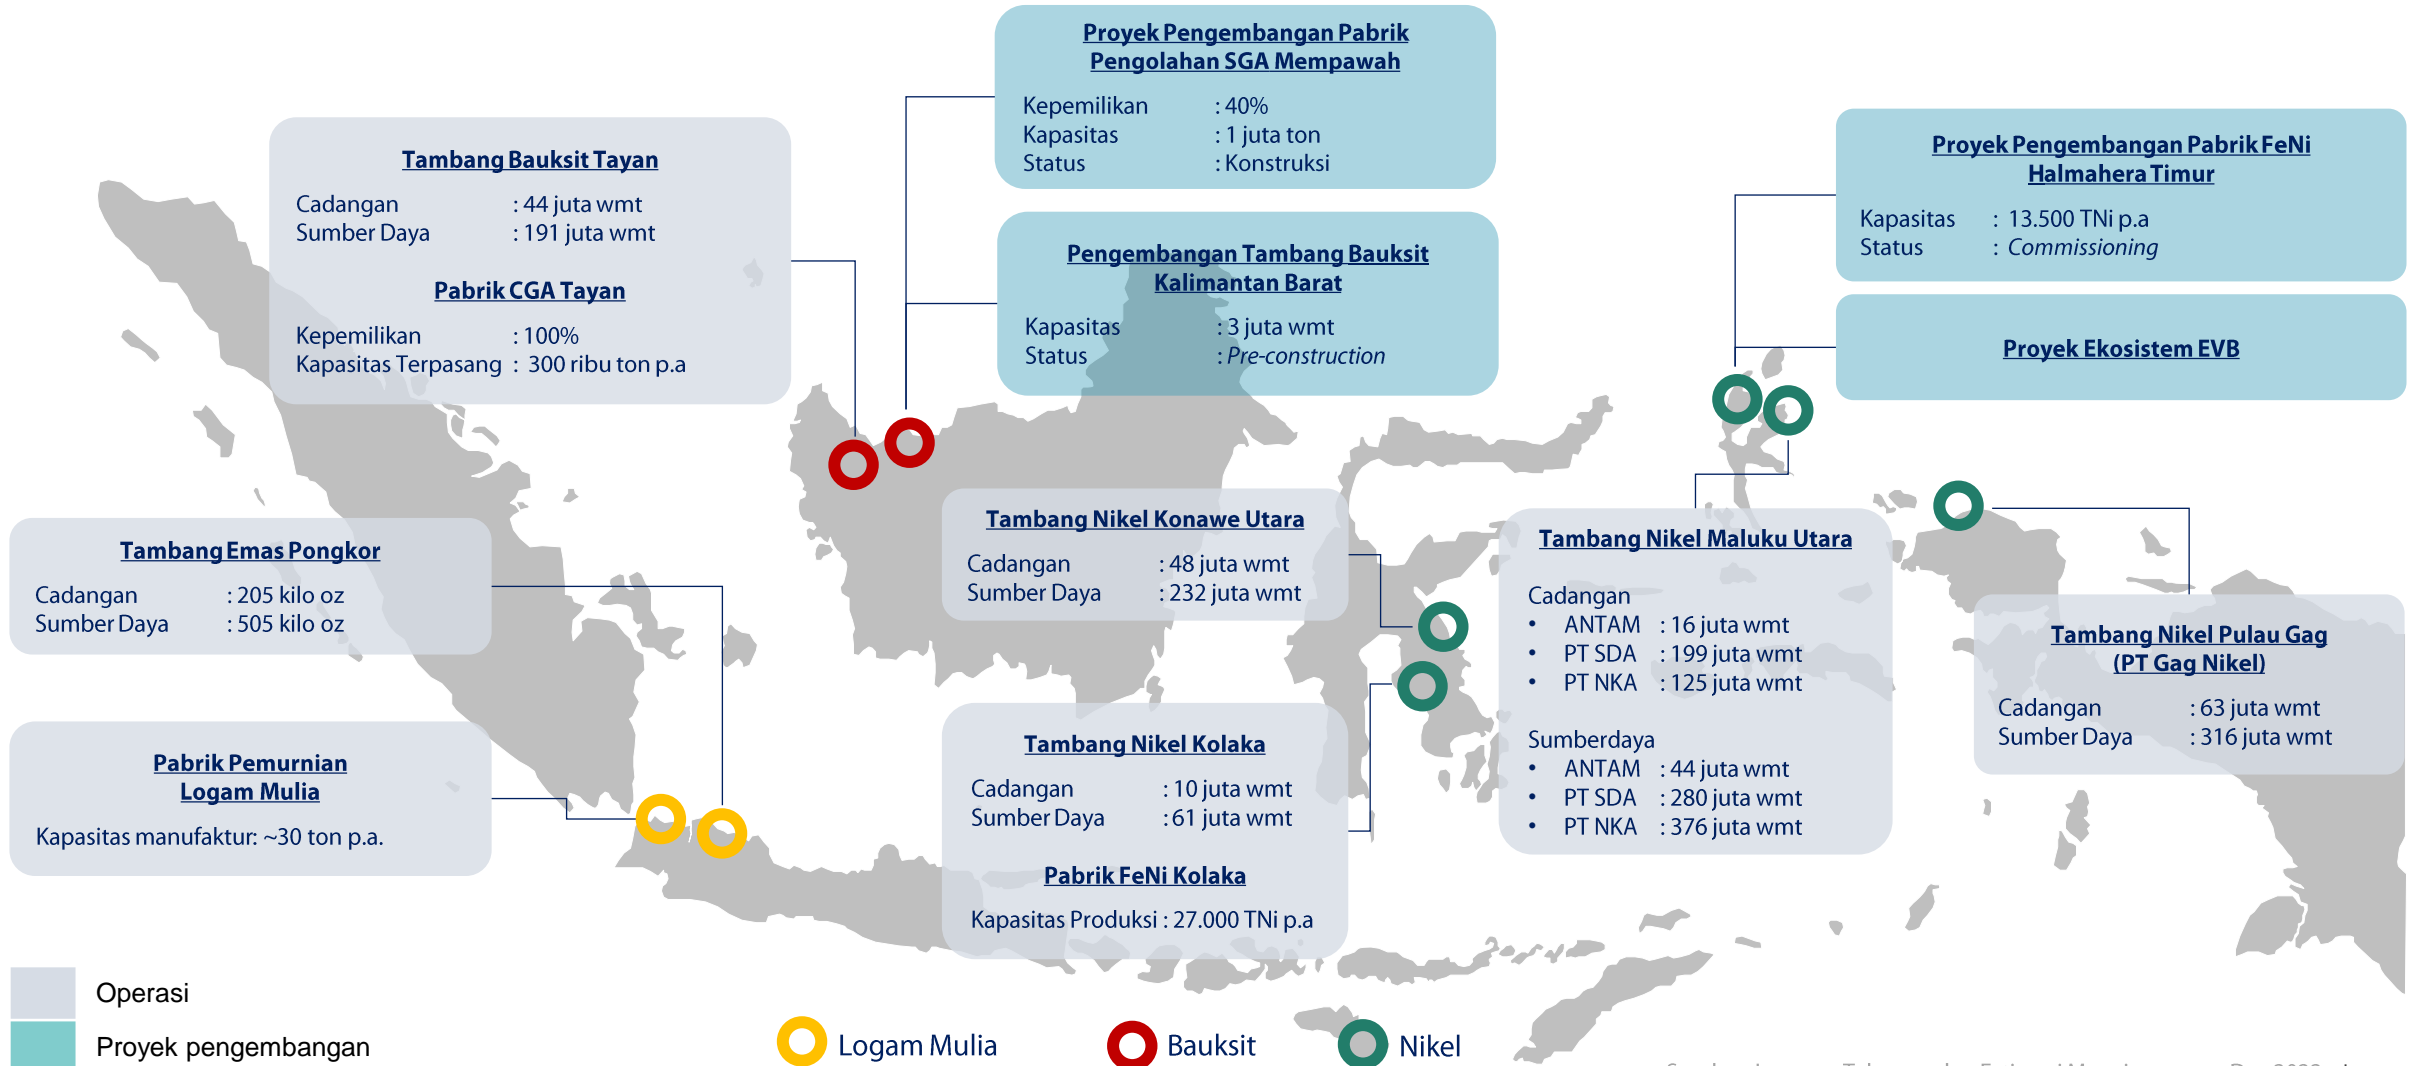 Proyek Pengembangan Pabrik
Pengolahan SGA Mempawah
Kepemilikan : 40%
Kapasitas : 1 juta ton
Status : Konstruksi
Tambang Bauksit Tayan
Cadangan : 44 juta wmt
Sumber Daya : 191 juta wmt
Pabrik CGA Tayan
Kepemilikan : 100%
Kapasitas Terpasang : 300 ribu ton p.a
Pengembangan Tambang Bauksit
Kalimantan Barat
Kapasitas : 3 juta wmt
Status : Pre-construction
Proyek Pengembangan Pabrik FeNi
Halmahera Timur
Kapasitas : 13.500 TNi p.a
Status : Commissioning
Proyek Ekosistem EVB
Tambang Emas Pongkor
Cadangan : 205 kilo oz
Sumber Daya : 505 kilo oz
Pabrik Pemurnian
Logam Mulia
Kapasitas manufaktur: ~30 ton p.a.
Tambang Nikel Konawe Utara
Cadangan : 48 juta wmt
Sumber Daya : 232 juta wmt
Tambang Nikel Kolaka
Cadangan : 10 juta wmt
Sumber Daya : 61 juta wmt
Pabrik FeNi Kolaka
Kapasitas Produksi : 27.000 TNi p.a
Tambang Nikel Maluku Utara
Cadangan
• ANTAM : 16 juta wmt
• PT SDA : 199 juta wmt
• PT NKA : 125 juta wmt
Sumberdaya
• ANTAM : 44 juta wmt
• PT SDA : 280 juta wmt
• PT NKA : 376 juta wmt
Tambang Nikel Pulau Gag
(PT Gag Nikel)
Cadangan : 63 juta wmt
Sumber Daya : 316 juta wmt
Operasi
Proyek pengembangan
Logam Mulia
Bauksit
Nikel